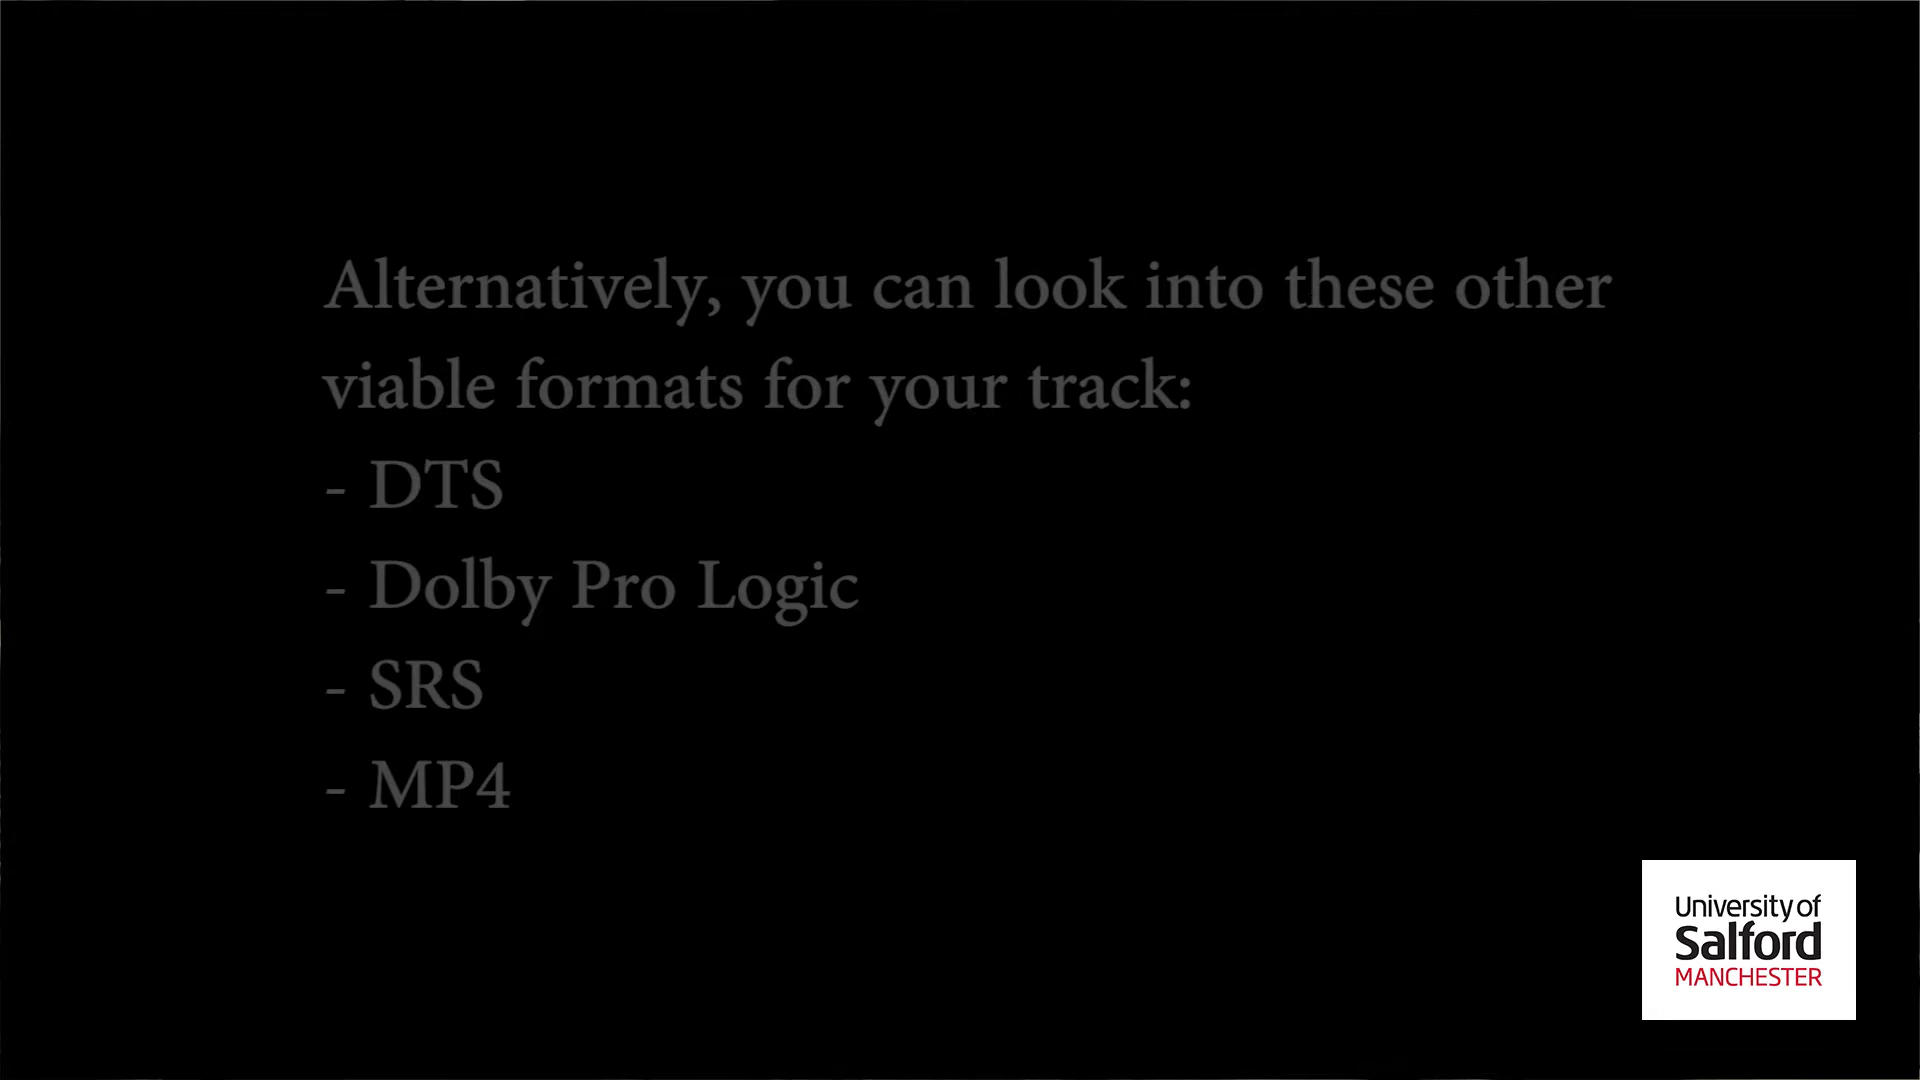 Alternatively, you can look into these other
viable formats for your track:
- DTS
- Dolby Pro Logic
- SRS
- MP4
University of
Salford
MANCHESTER